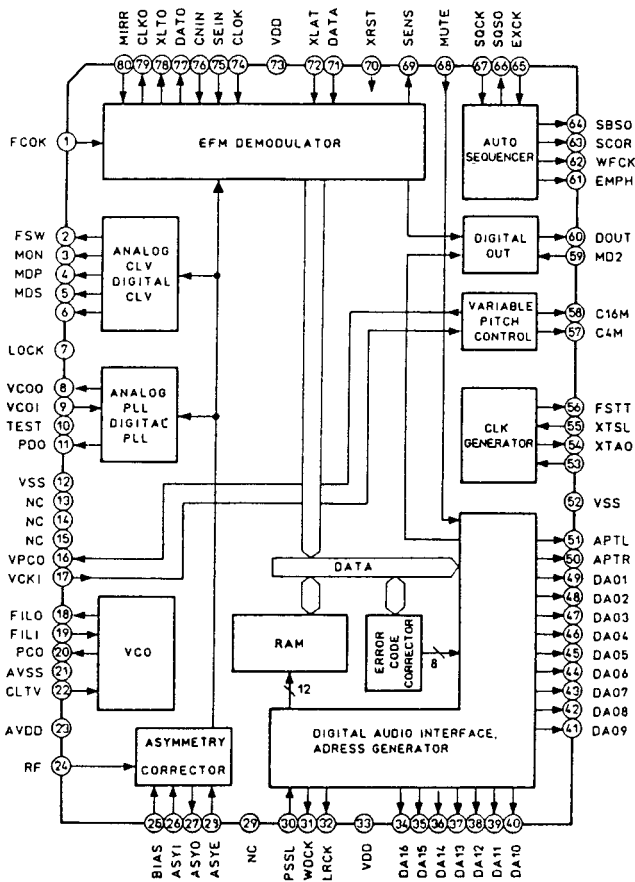 MIRR CLKO XLTO DATO CNIN SEIN CLOK VDD XLAT DATA XRST SENS MUTE SQCK SQSO EXCK
80 79 78 77 76 75 74 73 72 71 70 69 68 67 66 65
FCOK 1
EFM DEMODULATOR
AUTO
SEQUENCER
64 SBSO
63 SCOR
62 WFCK
61 EMPH
FSW 2
MON 3
MDP 4
MDS 5
6
ANALOG
CLV
DIGITAL
CLV
DIGITAL
OUT
60 DOUT
59 MD2
VARIABLE
PITCH
CONTROL
58 C16M
57 C4M
LOCK 7
VCOO 8
VCOI 9
TEST 10
PDO 11
ANALOG
PLL
DIGITAL
PLL
CLK
GENERATOR
56 FSTT
55 XTSL
54 XTAO
53
VSS 12
NC 13
NC 14
NC 15
VPCO 16
VCKI 17
52 VSS
51 APTL
50 APTR
49 DA01
48 DA02
47 DA03
46 DA04
45 DA05
44 DA06
43 DA07
42 DA08
41 DA09
DATA
FILO 18
FILI 19
PCO 20
AVSS 21
CLTV 22
VCO
RAM
ERROR
CODE
CORRECTOR
8
12
AVDD 23
RF 24
ASYMMETRY
CORRECTOR
DIGITAL AUDIO INTERFACE,
ADRESS GENERATOR
25 26 27 23 29 30 31 32 33 34 35 36 37 38 39 40
BIAS ASYI ASYO ASYE NC PSSL WDCK LRCK VDD DA16 DA15 DA14 DA13 DA12 DA11 DA10